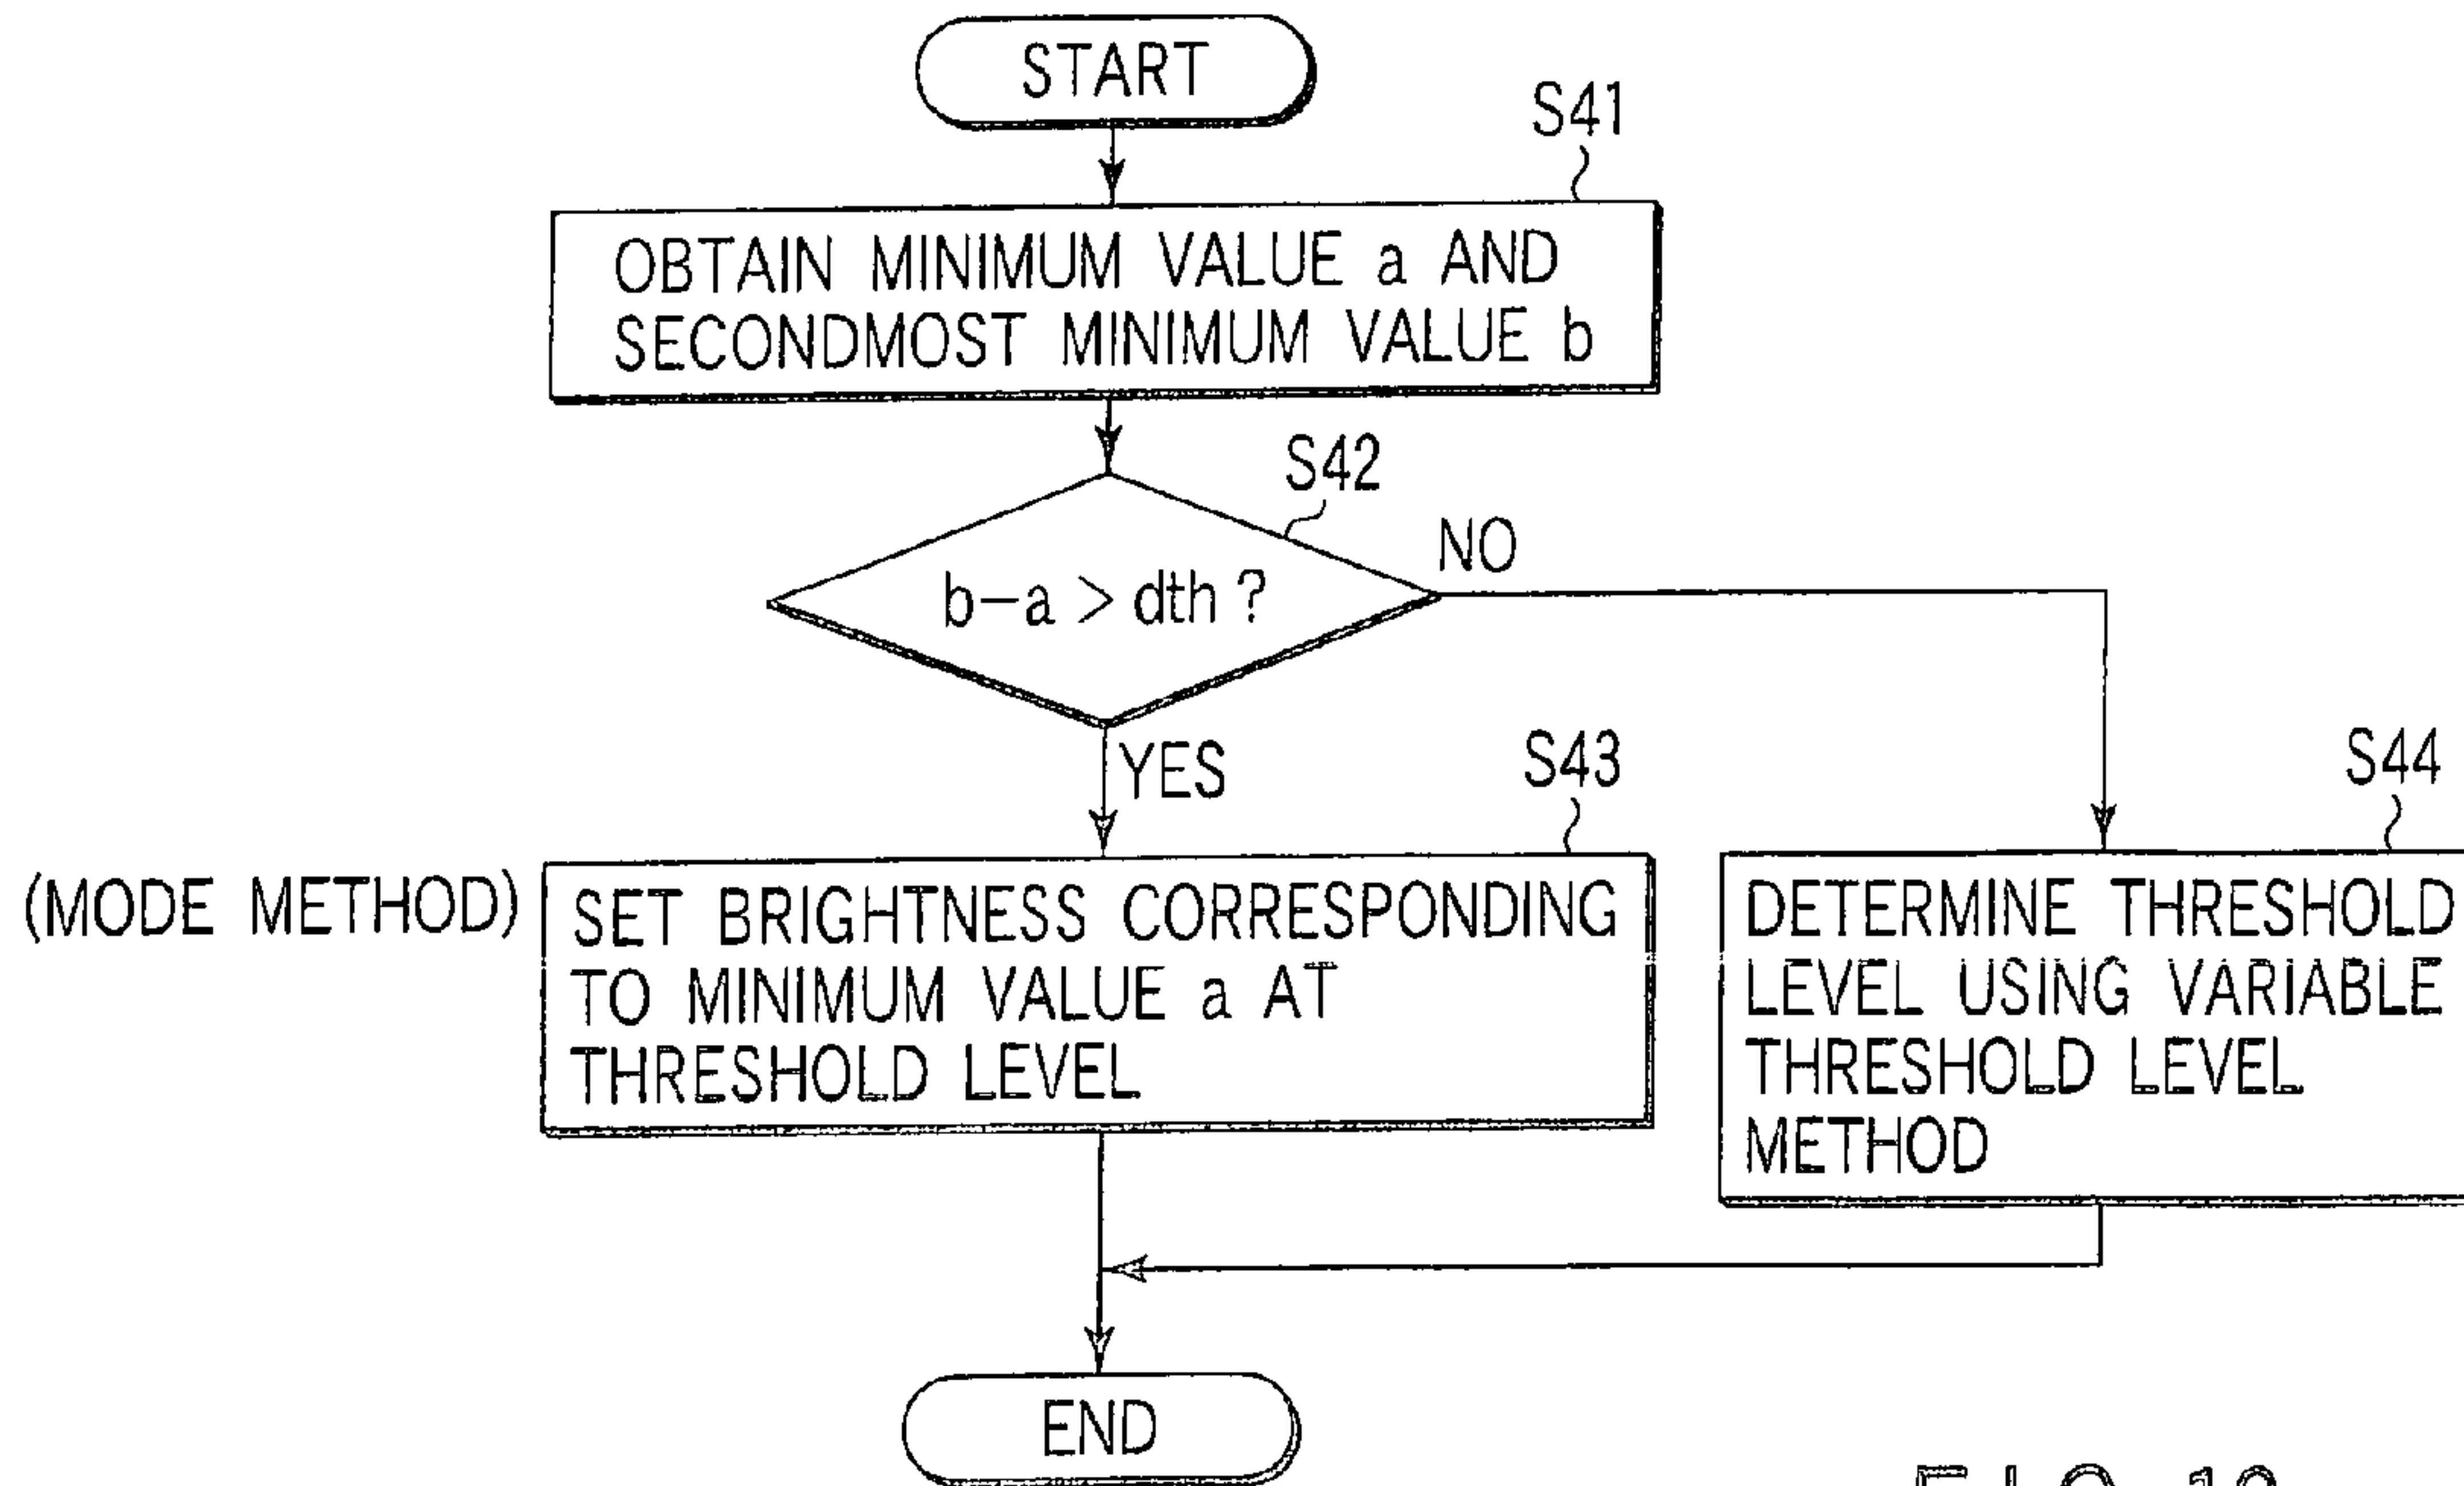 START
S41
OBTAIN MINIMUM VALUE a AND
SECONDMOST MINIMUM VALUE b
S42
b-a > dth ?
NO
YES
S43
S44
(MODE METHOD)
SET BRIGHTNESS CORRESPONDING
TO MINIMUM VALUE a AT
THRESHOLD LEVEL
DETERMINE THRESHOLD
LEVEL USING VARIABLE
THRESHOLD LEVEL
METHOD
END